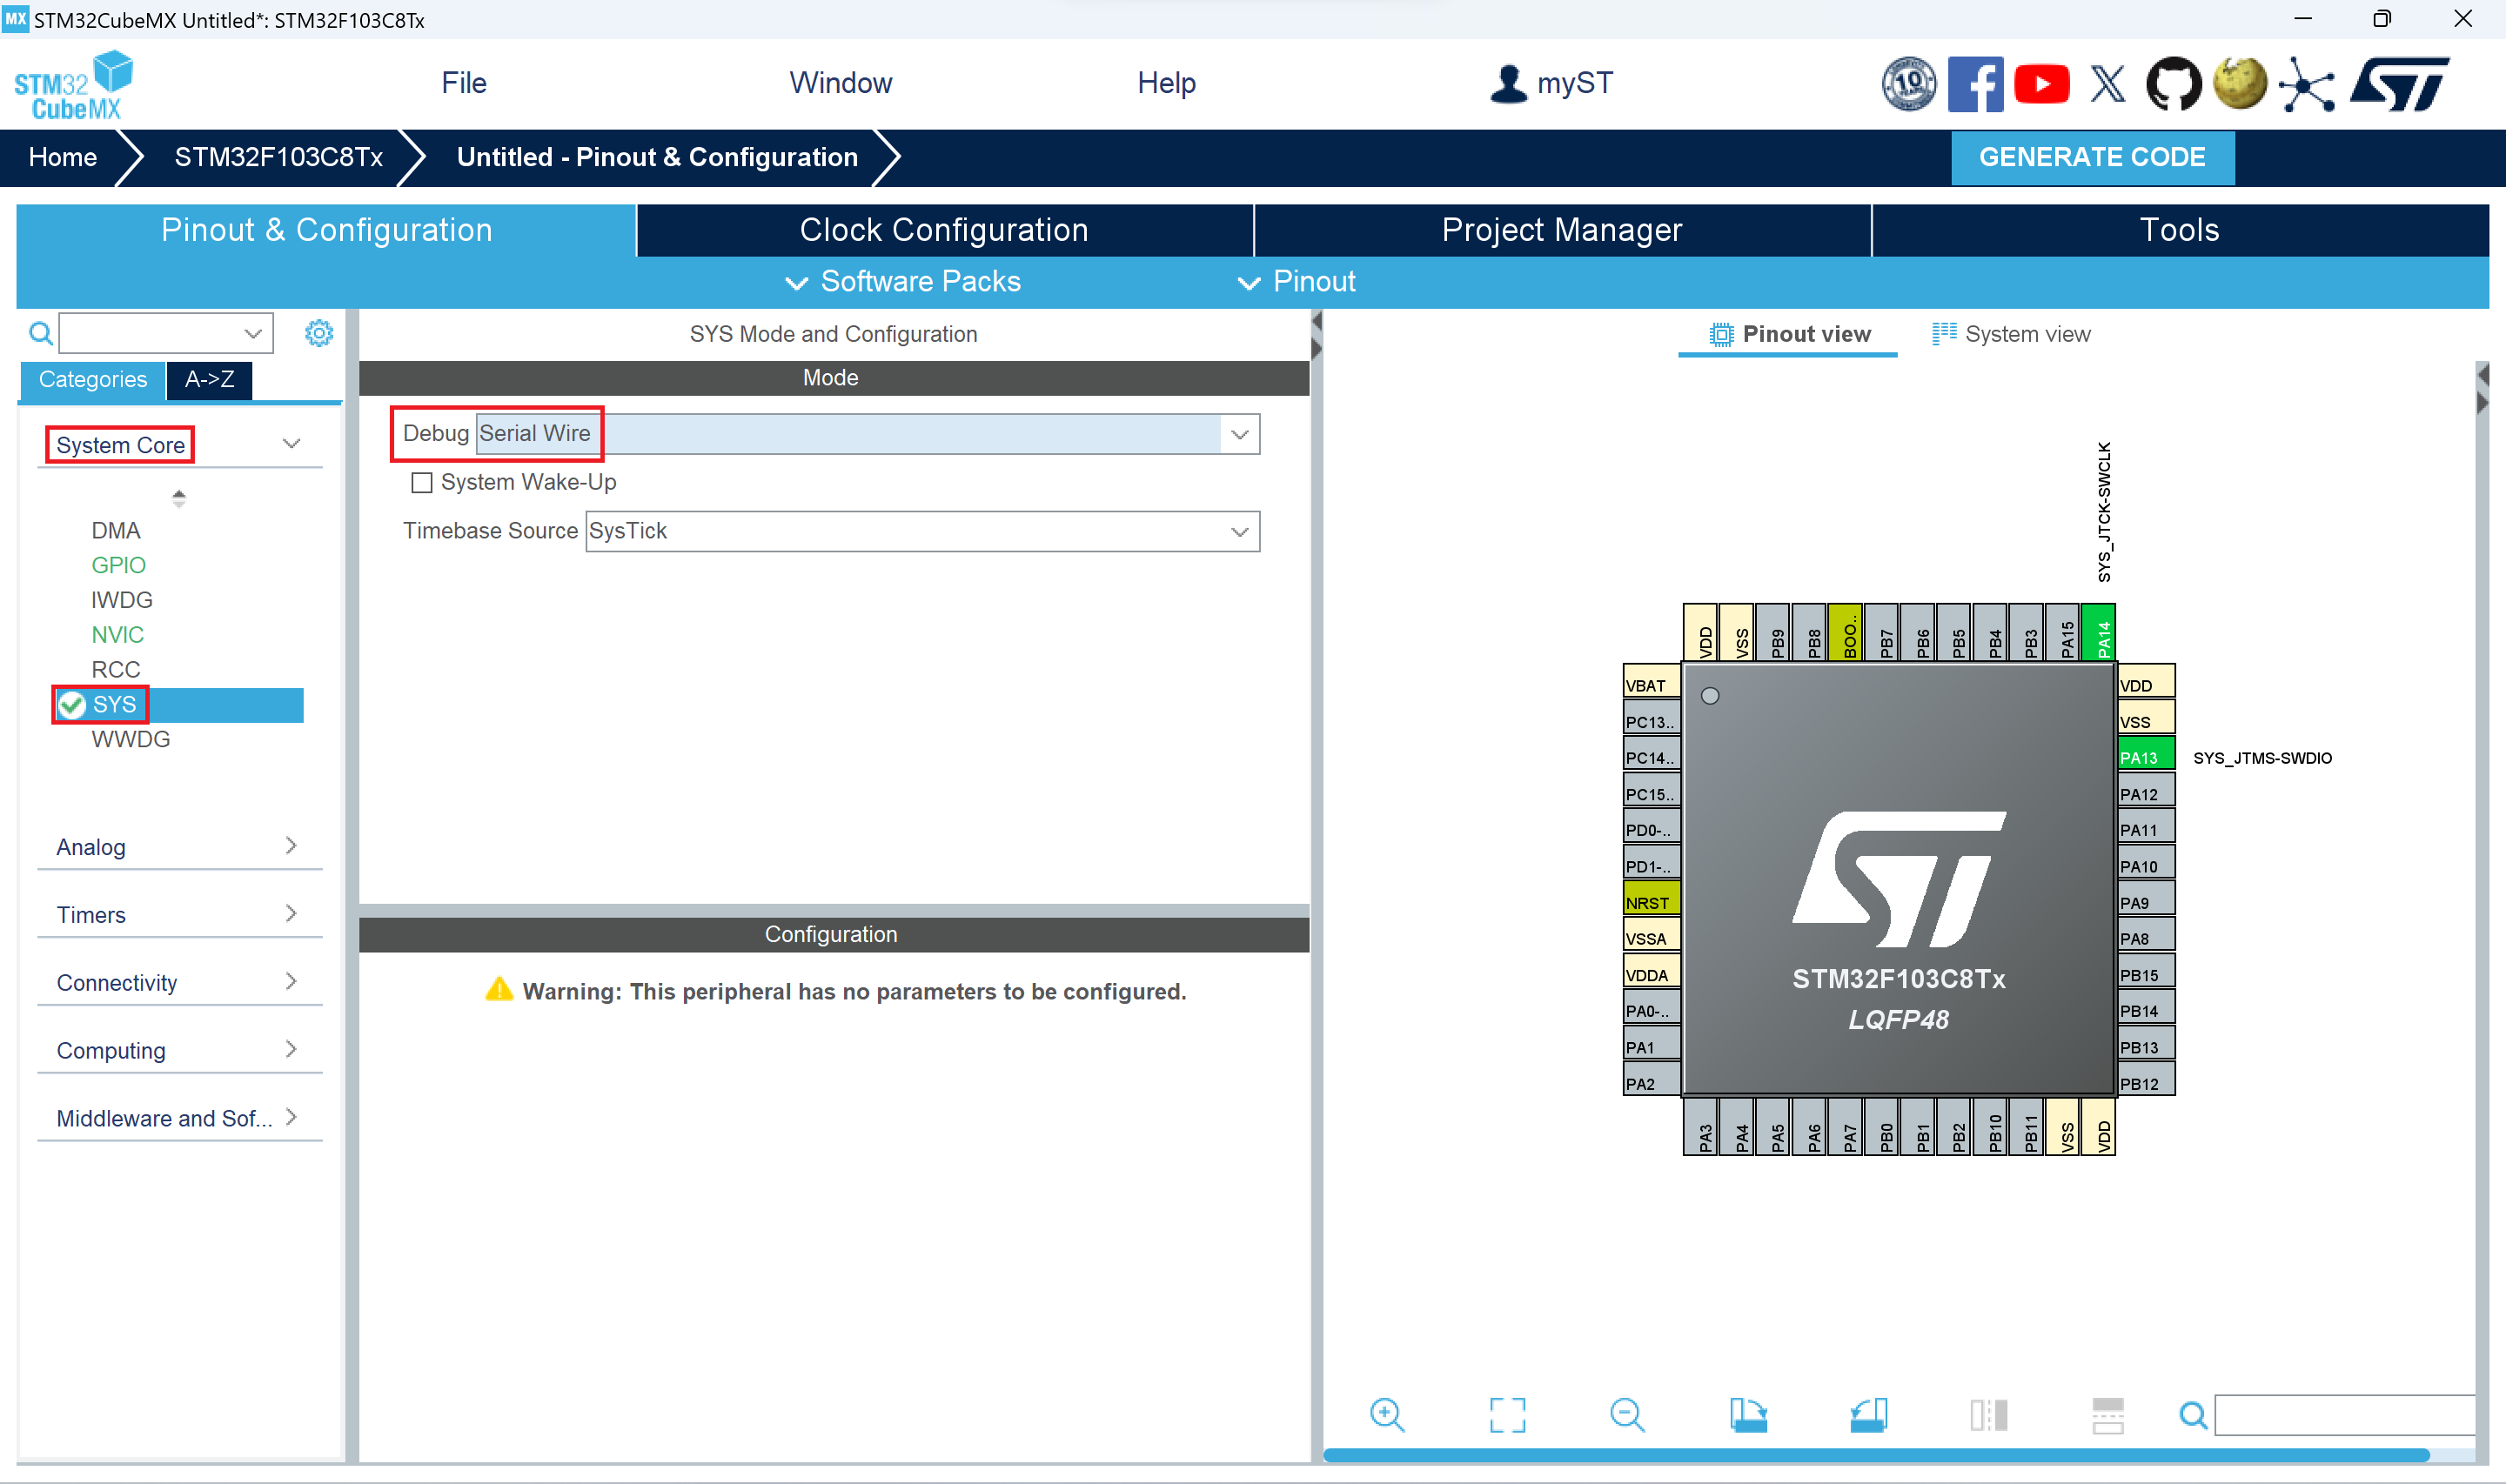 MX STM32CubeMX Untitled*: STM32F103C8Tx
STM32
CubeMX
File
Window
Help
myST
10
Home
STM32F103C8Tx
Untitled - Pinout & Configuration
GENERATE CODE
Pinout & Configuration
Clock Configuration
Project Manager
Tools
Software Packs
Pinout
Categories
A->Z
System Core
DMA
GPIO
IWDG
NVIC
RCC
SYS
WWDG
Analog
Timers
Connectivity
Computing
Middleware and Sof...
SYS Mode and Configuration
Mode
Debug Serial Wire
System Wake-Up
Timebase Source SysTick
Configuration
Warning: This peripheral has no parameters to be configured.
Pinout view
System view
SYS_JTCK-SWCLK
VDD
VSS
PB9
PB8
BOO..
PB7
PB6
PB5
PB4
PB3
PA15
PA14
VBAT
PC13..
PC14..
PC15..
PD0-..
PD1-..
NRST
VSSA
VDDA
PA0-..
PA1
PA2
VDD
VSS
PA13 SYS_JTMS-SWDIO
PA12
PA11
PA10
PA9
PA8
PB15
PB14
PB13
PB12
ST
STM32F103C8Tx
LQFP48
PA3
PA4
PA5
PA6
PA7
PB0
PB1
PB2
PB10
PB11
VSS
VDD